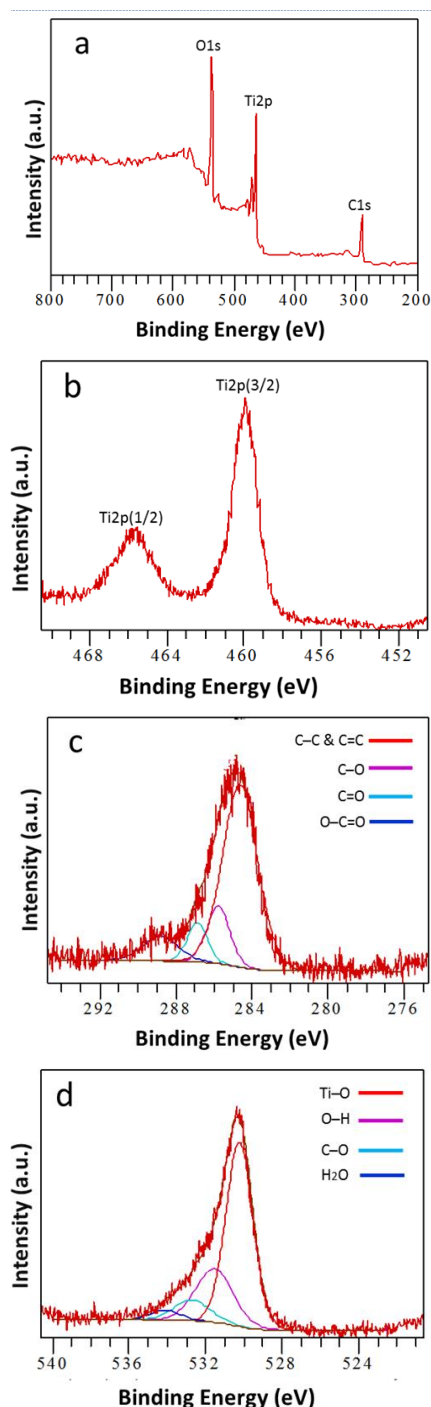 a
O1s
Ti2p
C1s
Intensity (a.u.)
800 700 600 500 400 300 200
Binding Energy (eV)
b
Ti2p(3/2)
Ti2p(1/2)
Intensity (a.u.)
468 464 460 454 452
Binding Energy (eV)
c
C–C & C=C
C–O
C=O
O–C=O
Intensity (a.u.)
292 288 284 280 276
Binding Energy (eV)
d
Ti–O
O–H
C–O
H2O
Intensity (a.u.)
540 536 531 528 524
Binding Energy (eV)